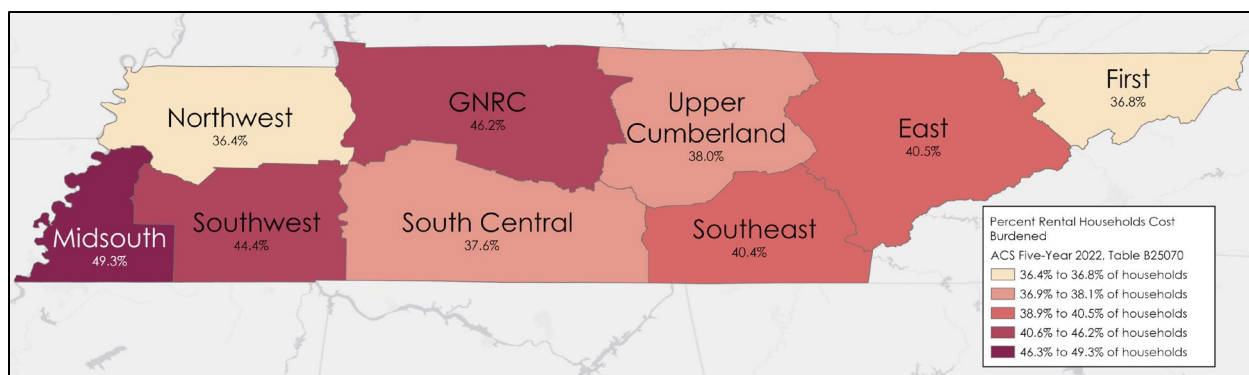 Northwest
36.4%
GNRC
46.2%
Upper
Cumberland
38.0%
East
40.5%
First
36.8%
Midsouth
49.3%
Southwest
44.4%
South Central
37.6%
Southeast
40.4%
Percent Rental Households Cost
Burdened
ACS Five-Year 2022, Table B25070
36.4% to 36.8% of households
36.9% to 38.1% of households
38.9% to 40.5% of households
40.6% to 46.2% of households
46.3% to 49.3% of households